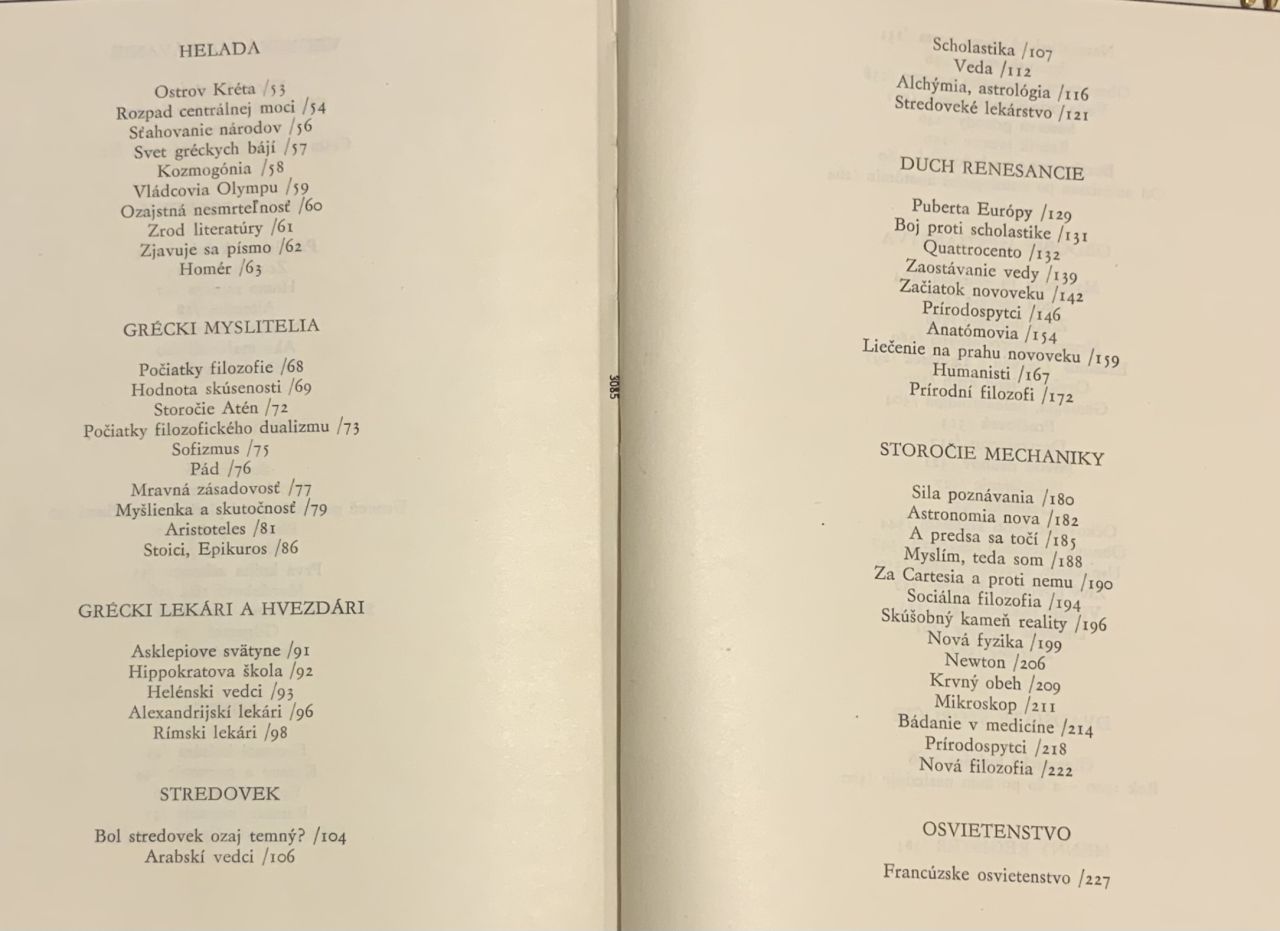 HELADA
Ostrov Kréta /53
Rozpad centrálnej moci /54
Sťahovanie národov /56
Svet gréckych bájí /57
Kozmogónia /58
Vládcovia Olympu /59
Ozajstná nesmrteľnosť /60
Zrod literatúry /61
Zjavuje sa písmo /62
Homér /63
GRÉCKI MYSLITELIA
Počiatky filozofie /68
Hodnota skúsenosti /69
Storočie Atén /72
Počiatky filozofického dualizmu /73
Sofizmus /75
Pád /76
Mravná zásadovosť /77
Myšlienka a skutočnosť /79
Aristoteles /81
Stoici, Epikuros /86
GRÉCKI LEKÁRI A HVEZDÁRI
Asklepiove svätyne /91
Hippokratova škola /92
Helénski vedci /93
Alexandrijskí lekári /96
Rímski lekári /98
STREDOVEK
Bol stredovek ozaj temný? /104
Arabskí vedci /106
3085
Scholastika /107
Veda /112
Alchýmia, astrológia /116
Stredoveké lekárstvo /121
DUCH RENESANCIE
Puberta Európy /129
Boj proti scholastike /131
Quattrocento /132
Zaostávanie vedy /139
Začiatok novoveku /142
Prírodospytci /146
Anatómovia /154
Liečenie na prahu novoveku /159
Humanisti /167
Prírodní filozofi /172
STOROČIE MECHANIKY
Sila poznávania /180
Astronomia nova /182
A predsa sa točí /185
Myslím, teda som /188
Za Cartesia a proti nemu /190
Sociálna filozofia /194
Skúšobný kameň reality /196
Nová fyzika /199
Newton /206
Krvný obeh /209
Mikroskop /211
Bádanie v medicíne /214
Prírodospytci /218
Nová filozofia /222
OSVIETENSTVO
Francúzske osvietenstvo /227